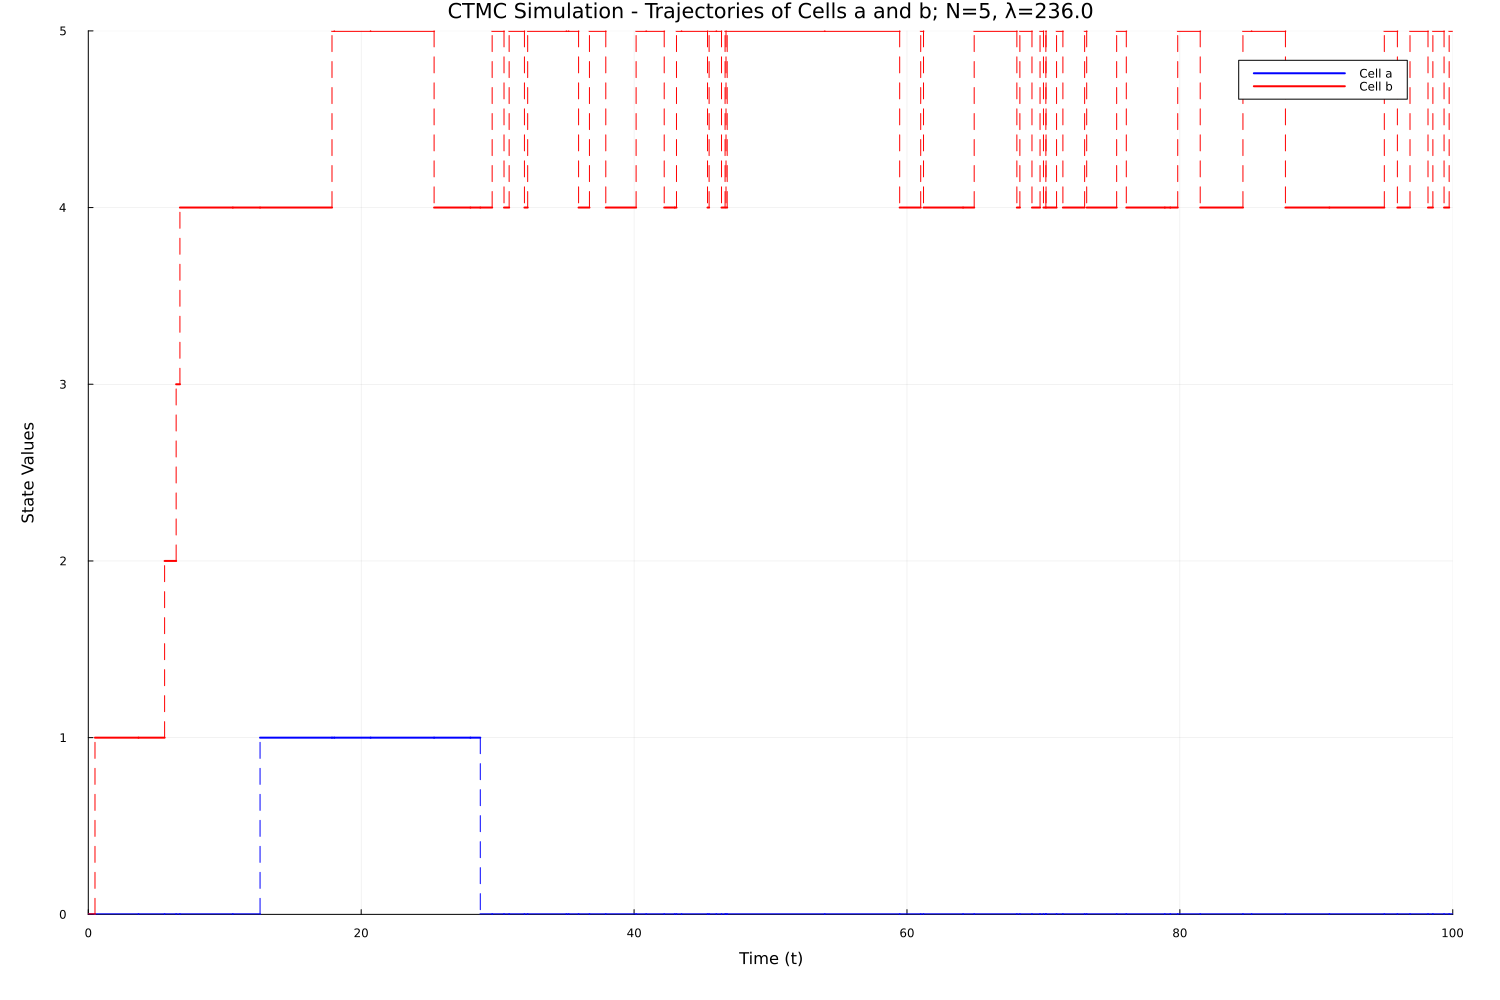 CTMC Simulation - Trajectories of Cells a and b; N=5, λ=236.0
5
Cell a
Cell b
4
3
State Values
2
1
0
0 20 40 60 80 100
Time (t)